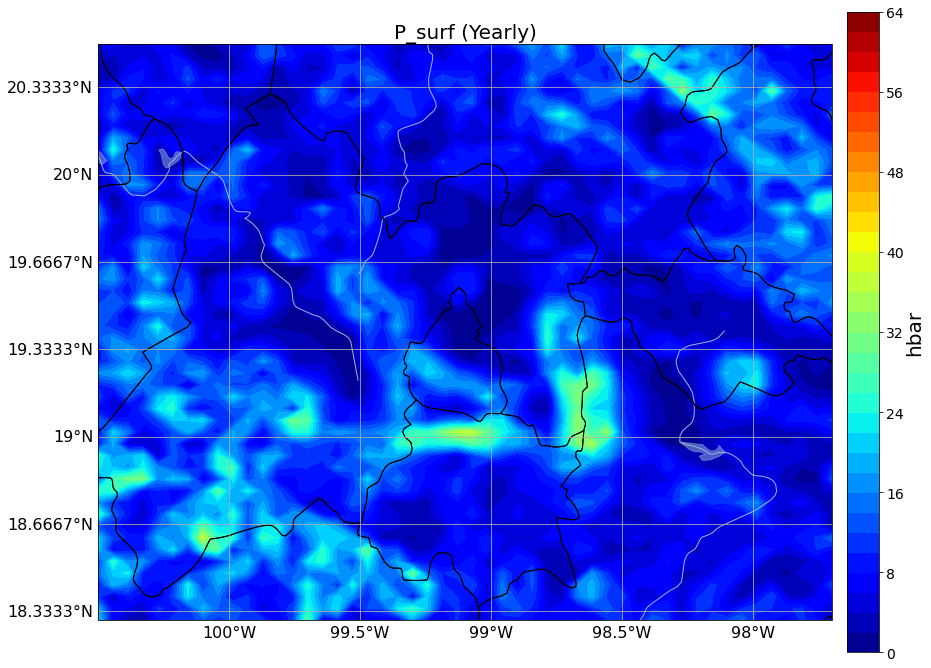 P_surf (Yearly)
20.3333°N
20°N
19.6667°N
19.3333°N
19°N
18.6667°N
18.3333°N
100°W
99.5°W
99°W
98.5°W
98°W
64
56
48
40
32
24
16
8
0
hbar